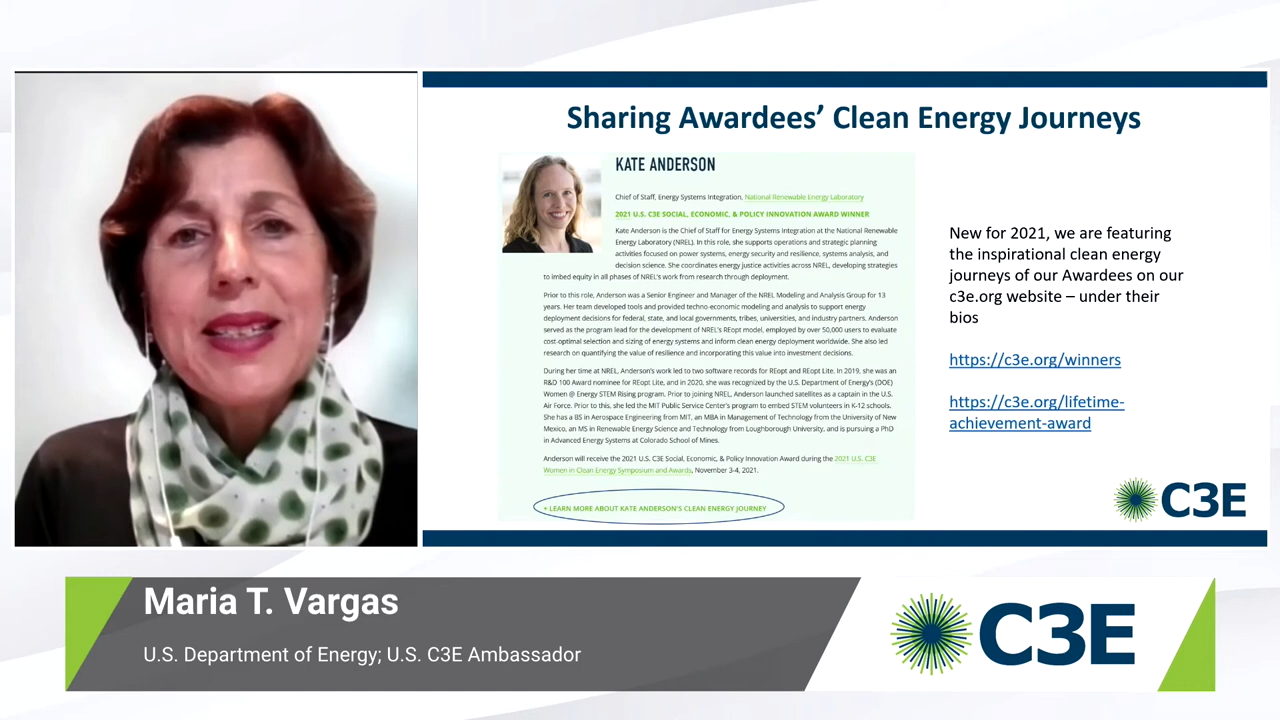 Sharing Awardees' Clean Energy Journeys
KATE ANDERSON
Chief of Staff, Energy Systems Integration, National Renewable Energy Laboratory
2021 U.S. C3E SOCIAL, ECONOMIC, & POLICY INNOVATION AWARD WINNER
Kate Anderson is the Chief of Staff for Energy Systems Integration at the National Renewable
Energy Laboratory (NREL). In this role, she supports operations and strategic planning
activities focused on power systems, energy security and resilience, systems analysis, and
decision science. She coordinates energy justice activities across NREL, developing strategies
to imbed equity in all phases of NREL's work from research through deployment.
Prior to this role, Anderson was a Senior Engineer and Manager of the NREL Modeling and Analysis Group for 13
years. Her team developed tools and provided techno-economic modeling and analysis to support energy
deployment decisions for federal, state, and local governments, tribes, universities, and industry partners. Anderson
served as the program lead for the development of NREL's REopt model, employed by over 50,000 users to evaluate
cost-optimal selection and sizing of energy systems and inform clean energy deployment worldwide. She also led
research on quantifying the value of resilience and incorporating this value into investment decisions.
During her time at NREL, Anderson's work led to two software records for REopt and REopt Lite. In 2019, she was an
R&D 100 Award nominee for REopt Lite, and in 2020, she was recognized by the U.S. Department of Energy's (DOE)
Women @ Energy STEM Rising program. Prior to joining NREL, Anderson launched satellites as a captain in the U.S.
Air Force. Prior to this, she led the MIT Public Service Center's program to embed STEM volunteers in K-12 schools.
She has a BS in Aerospace Engineering from MIT, an MBA in Management of Technology from the University of New
Mexico, an MS in Renewable Energy Science and Technology from Loughborough University, and is pursuing a PhD
in Advanced Energy Systems at Colorado School of Mines.
Anderson will receive the 2021 U.S. C3E Social, Economic, & Policy Innovation Award during the 2021 U.S. C3E
Women in Clean Energy Symposium and Awards, November 3-4, 2021.
+ LEARN MORE ABOUT KATE ANDERSON'S CLEAN ENERGY JOURNEY
New for 2021, we are featuring
the inspirational clean energy
journeys of our Awardees on our
c3e.org website – under their
bios
https://c3e.org/winners
https://c3e.org/lifetime-
achievement-award
C3E
Maria T. Vargas
U.S. Department of Energy; U.S. C3E Ambassador
C3E